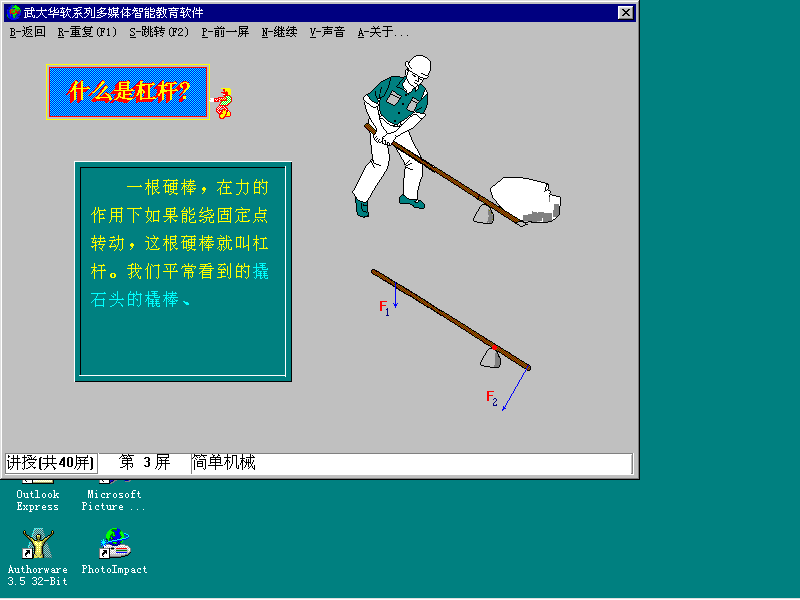 武大华软系列多媒体智能教育软件
B-返回 R-重复(F1) S-跳转(F2) P-前一屏 N-继续 V-声音 A-关于...
什么是杠杆?
一根硬棒，在力的
作用下如果能绕固定点
转动，这根硬棒就叫杠
杆。我们平常看到的撬
石头的橇棒、
F1
F2
讲授(共40屏) 第 3 屏 简单机械
Outlook Express
Microsoft Picture ...
Authorware 3.5 32-Bit
PhotoImpact